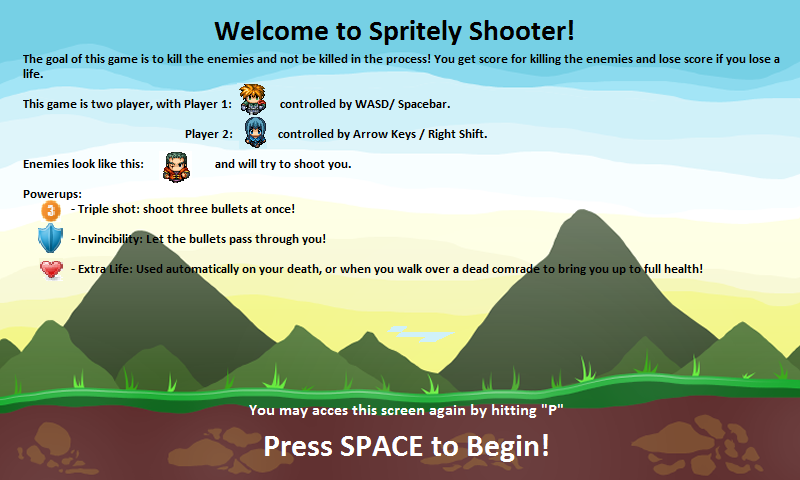 Welcome to Spritely Shooter!
The goal of this game is to kill the enemies and not be killed in the process! You get score for killing the enemies and lose score if you lose a
life.
This game is two player, with Player 1: controlled by WASD/ Spacebar.
Player 2: controlled by Arrow Keys / Right Shift.
Enemies look like this: and will try to shoot you.
Powerups:
3 - Triple shot: shoot three bullets at once!
- Invincibility: Let the bullets pass through you!
- Extra Life: Used automatically on your death, or when you walk over a dead comrade to bring you up to full health!
You may acces this screen again by hitting "P"
Press SPACE to Begin!